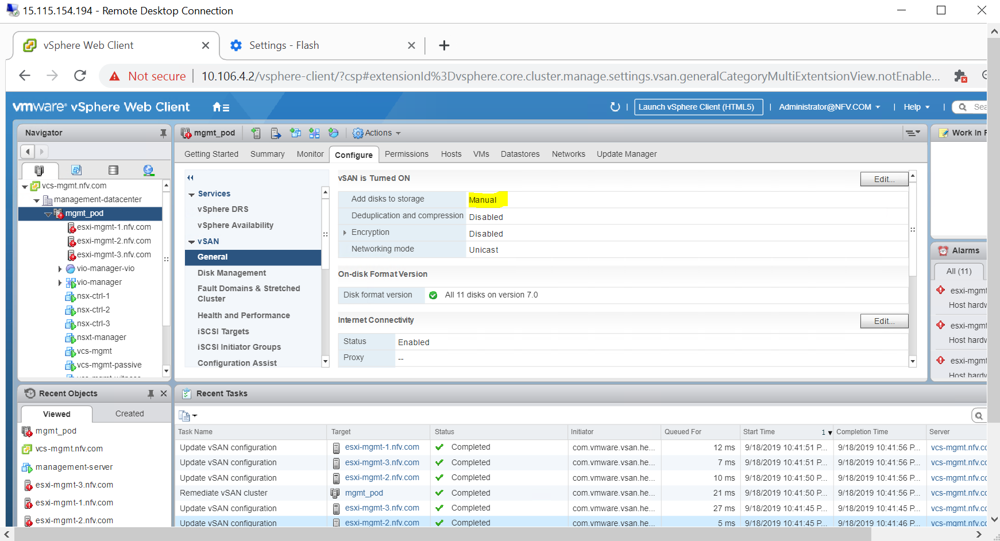 15.115.154.194 - Remote Desktop Connection
vSphere Web Client
Settings - Flash
Not secure
10.106.4.2/vsphere-client/?csp#extensionId%3Dvsphere.core.cluster.manage.settings.vsan.generalCategoryMultiExtentsionView.notEnable...
vmware® vSphere Web Client
Launch vSphere Client (HTML5)
Administrator@NFV.COM
Help
Sea
Navigator
vcs-mgmt.nfv.com
management-datacenter
mgmt_pod
esxi-mgmt-1.nfv.com
esxi-mgmt-2.nfv.com
esxi-mgmt-3.nfv.com
vio-manager-vio
vio-manager
nsx-ctrl-1
nsx-ctrl-2
nsx-ctrl-3
nsxt-manager
vcs-mgmt
vcs-mgmt-passive
mgmt_pod
Actions
Getting Started
Summary
Monitor
Configure
Permissions
Hosts
VMs
Datastores
Networks
Update Manager
Services
vSphere DRS
vSphere Availability
vSAN
General
Disk Management
Fault Domains & Stretched
Cluster
Health and Performance
iSCSI Targets
iSCSI Initiator Groups
Configuration Assist
vSAN is Turned ON
Edit...
Add disks to storage Manual
Deduplication and compression Disabled
Encryption Disabled
Networking mode Unicast
On-disk Format Version
Disk format version All 11 disks on version 7.0
Internet Connectivity
Edit...
Status Enabled
Proxy --
Work In P
Alarms
All (11)
esxi-mgmt
Host hardw
esxi-mgmt
Host hardw
esxi-mgmt
Host hardw
Recent Objects
Viewed
Created
mgmt_pod
vcs-mgmt.nfv.com
management-server
esxi-mgmt-3.nfv.com
esxi-mgmt-1.nfv.com
esxi-mgmt-2.nfv.com
Recent Tasks
Task Name Target Status Initiator Queued For Start Time 1 Completion Time Server
Update vSAN configuration esxi-mgmt-1.nfv.com Completed com.vmware.vsan.he... 12 ms 9/18/2019 10:41:51 P... 9/18/2019 10:41:56 P... vcs-mgmt.nfv.co
Update vSAN configuration esxi-mgmt-3.nfv.com Completed com.vmware.vsan.he... 7 ms 9/18/2019 10:41:51 P... 9/18/2019 10:41:56 P... vcs-mgmt.nfv.co
Update vSAN configuration esxi-mgmt-2.nfv.com Completed com.vmware.vsan.he... 10 ms 9/18/2019 10:41:50 P... 9/18/2019 10:41:56 P... vcs-mgmt.nfv.co
Remediate vSAN cluster mgmt_pod Completed com.vmware.vsan.he... 21 ms 9/18/2019 10:41:50 P... 9/18/2019 10:41:56 P... vcs-mgmt.nfv.co
Update vSAN configuration esxi-mgmt-3.nfv.com Completed com.vmware.vsan.he... 27 ms 9/18/2019 10:41:45 P... 9/18/2019 10:41:50 P... vcs-mgmt.nfv.co
Update vSAN configuration esxi-mgmt-2.nfv.com Completed com.vmware.vsan.he... 5 ms 9/18/2019 10:41:45 P... 9/18/2019 10:41:46 P... vcs-mgmt.nfv.co